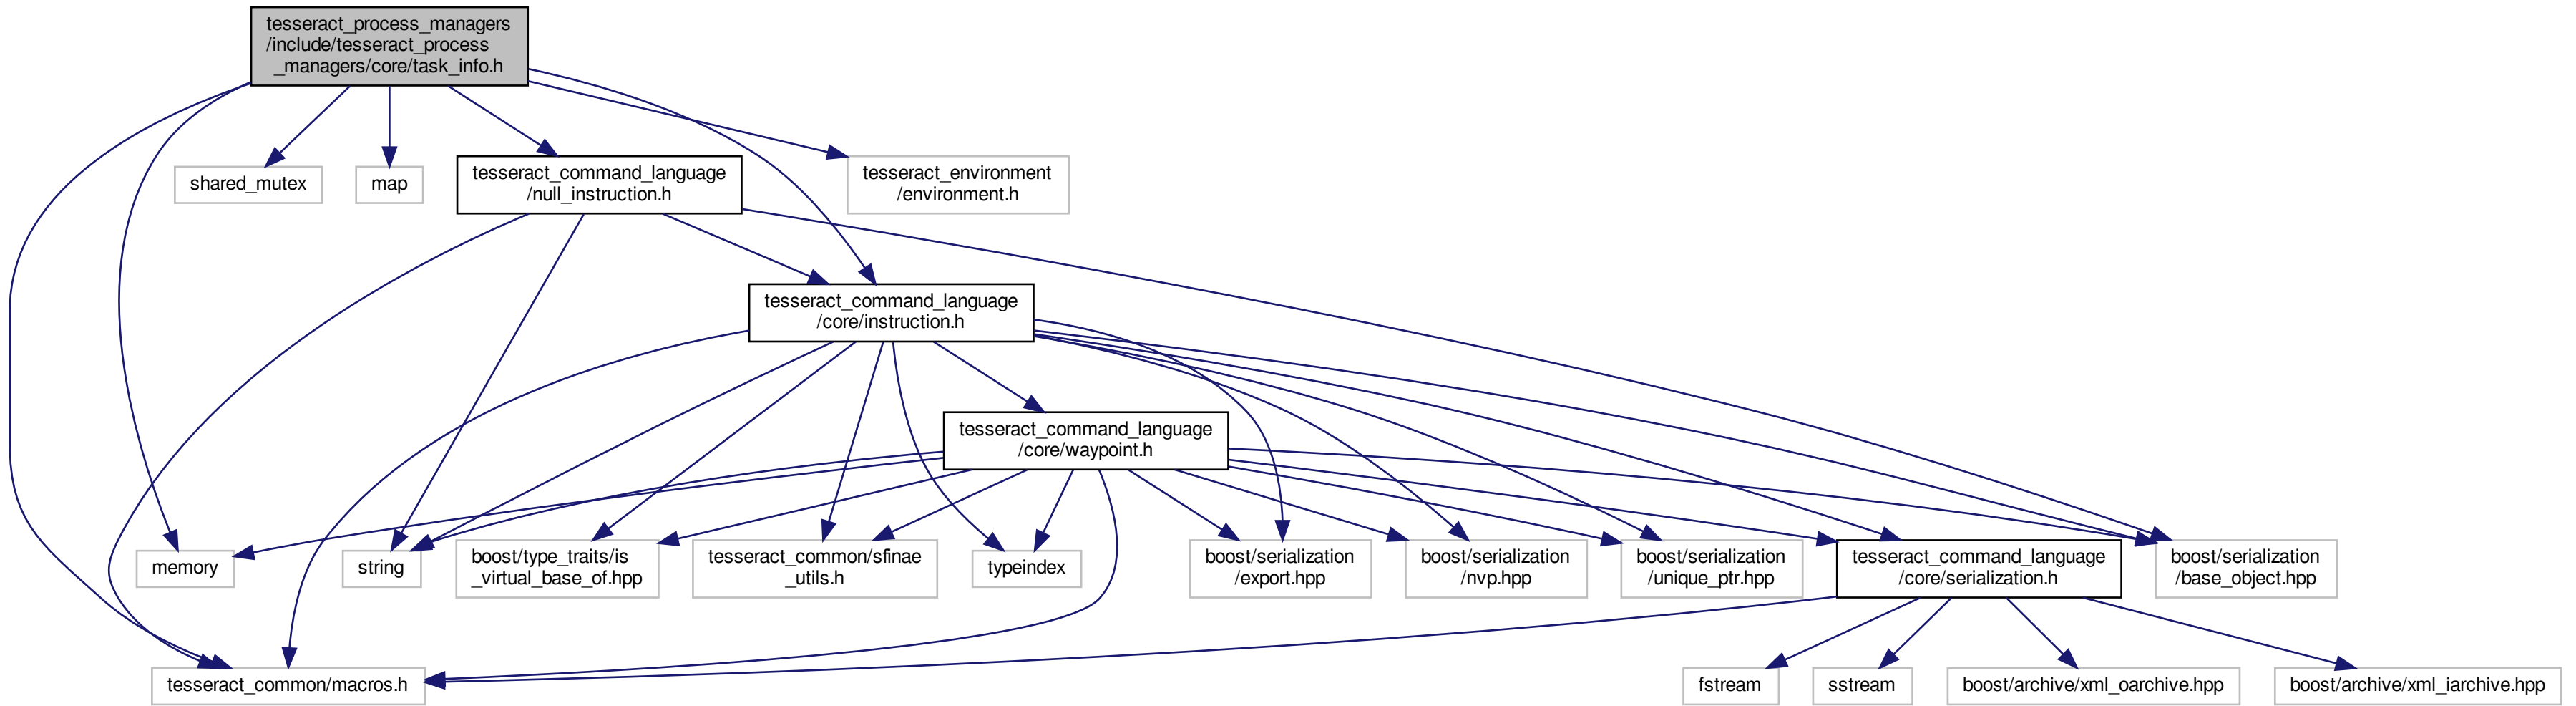 tesseract_process_managers
/include/tesseract_process
_managers/core/task_info.h
shared_mutex
map
tesseract_command_language
/null_instruction.h
tesseract_environment
/environment.h
tesseract_command_language
/core/instruction.h
tesseract_command_language
/core/waypoint.h
memory
string
boost/type_traits/is
_virtual_base_of.hpp
tesseract_common/sfinae
_utils.h
typeindex
boost/serialization
/export.hpp
boost/serialization
/nvp.hpp
boost/serialization
/unique_ptr.hpp
tesseract_command_language
/core/serialization.h
boost/serialization
/base_object.hpp
tesseract_common/macros.h
fstream
sstream
boost/archive/xml_oarchive.hpp
boost/archive/xml_iarchive.hpp